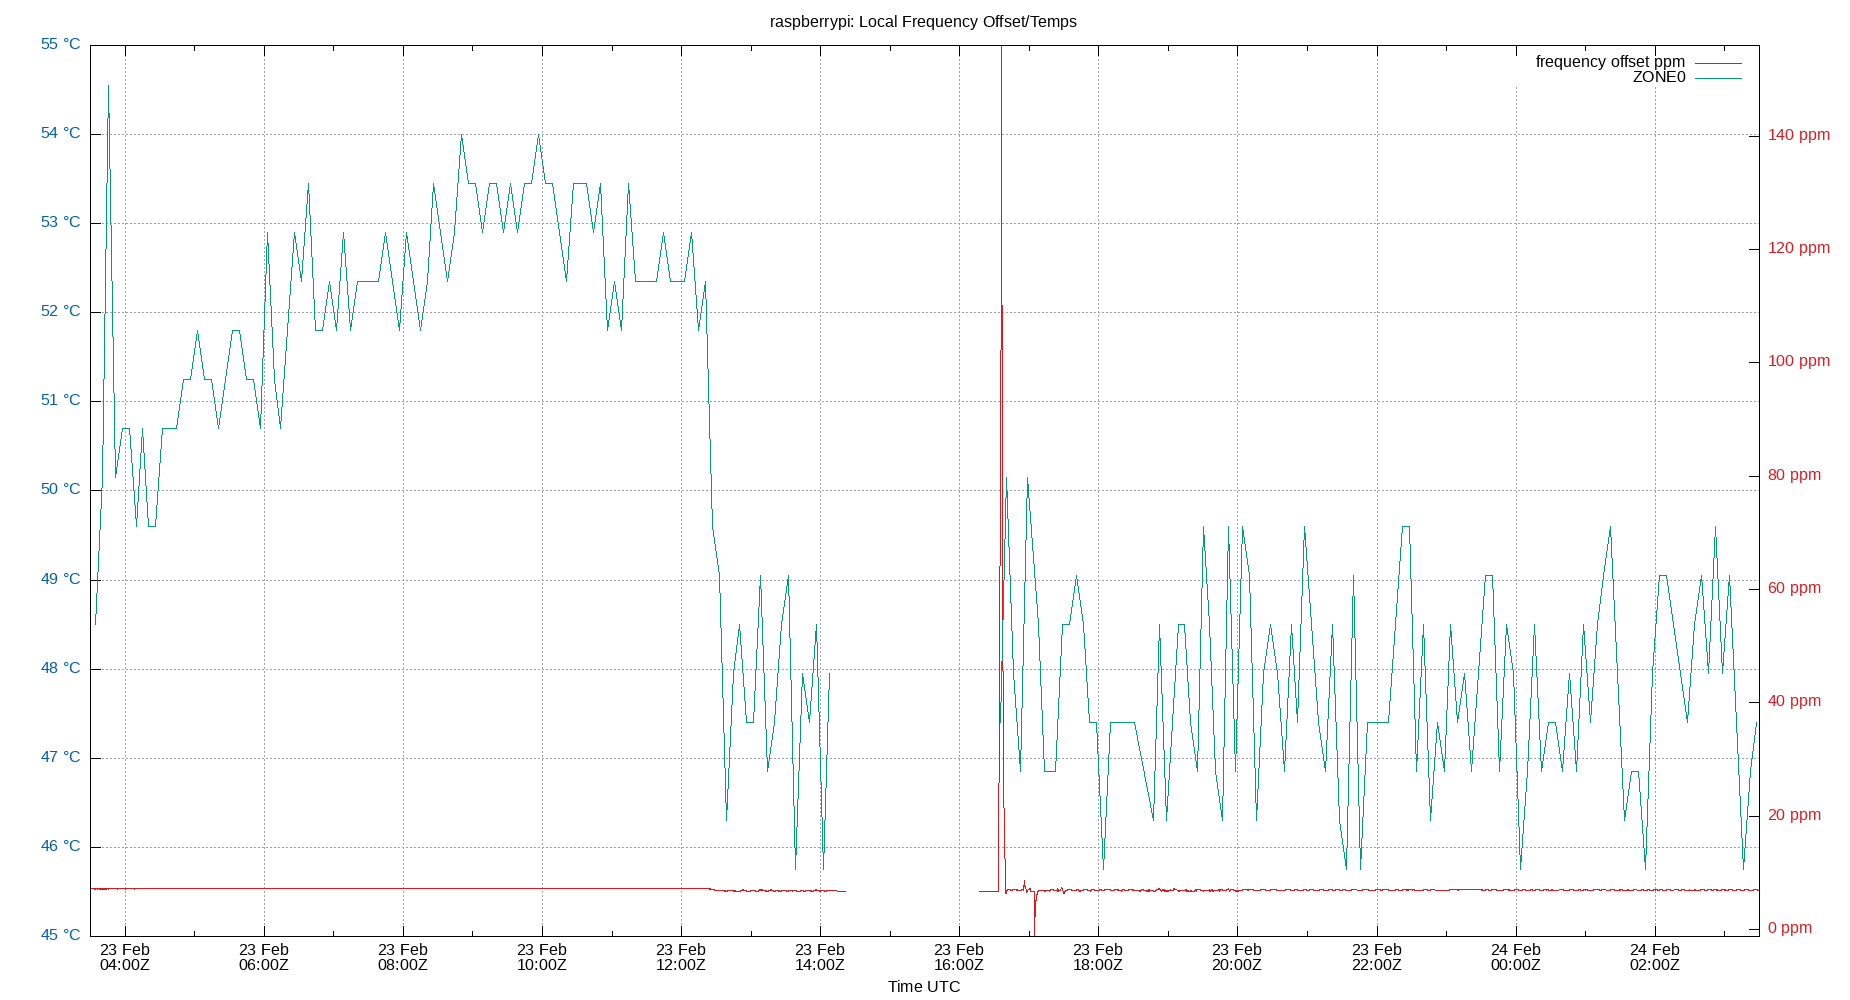 raspberrypi: Local Frequency Offset/Temps
55 °C
54 °C
53 °C
52 °C
51 °C
50 °C
49 °C
48 °C
47 °C
46 °C
45 °C
frequency offset ppm
ZONE0
140 ppm
120 ppm
100 ppm
80 ppm
60 ppm
40 ppm
20 ppm
0 ppm
23 Feb
04:00Z
23 Feb
06:00Z
23 Feb
08:00Z
23 Feb
10:00Z
23 Feb
12:00Z
23 Feb
14:00Z
23 Feb
16:00Z
23 Feb
18:00Z
23 Feb
20:00Z
23 Feb
22:00Z
24 Feb
00:00Z
24 Feb
02:00Z
Time UTC